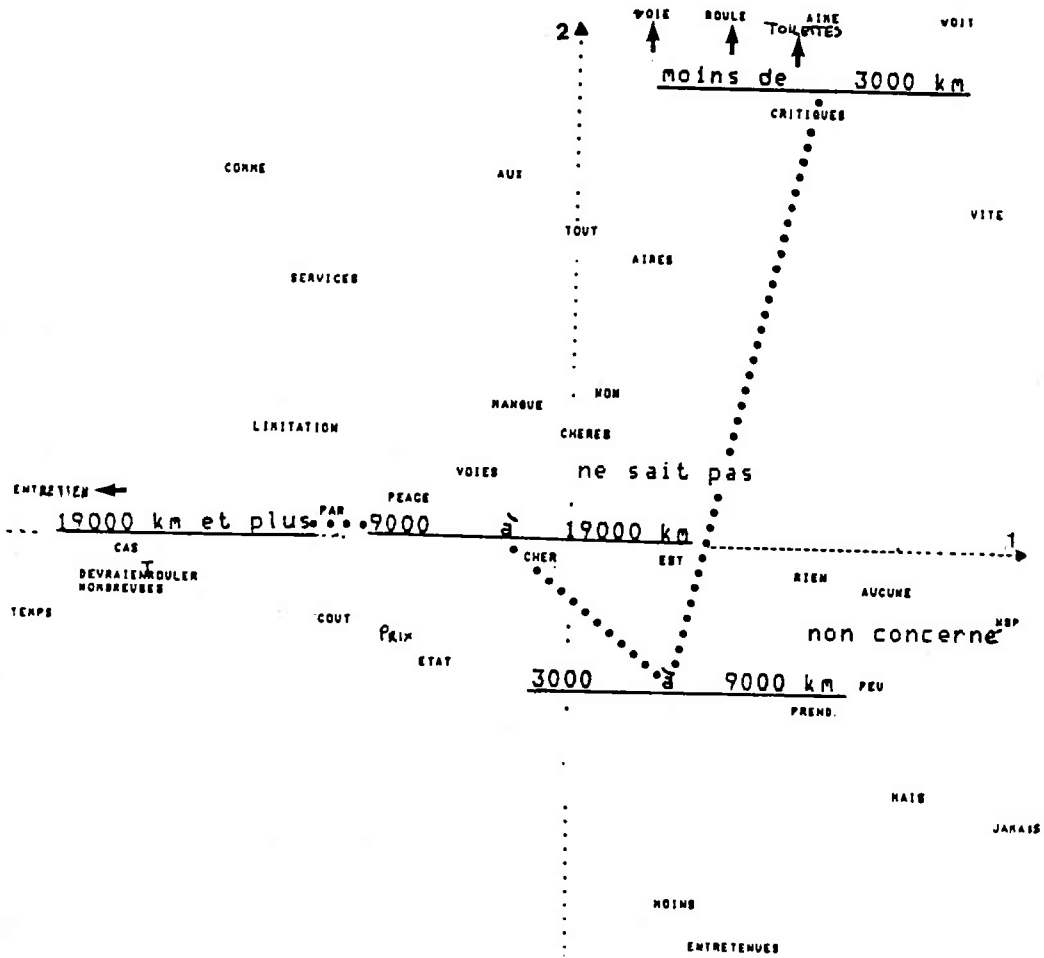 VOIE ROULE AIME VOIT
2 TOILETTES
moins de 3000 km
CRITIQUES
COMME AUX
VITE
TOUT
AIRES
SERVICES
MANQUE NON
LIMITATION CHERES
VOIES ne sait pas
ENTRETIEN PEAGE
19000 km et plus PAR 9000 à 19000 km 1
CAS CHER EST
DEVRAIENT ROULER RIEN
NOMBREUSES AUCUNE
TEMPS COUT PRIX non concerné NSP
ETAT
3000 à 9000 km PEU
PREND.
MAIS
JAMAIS
MOINS
ENTRETENUES